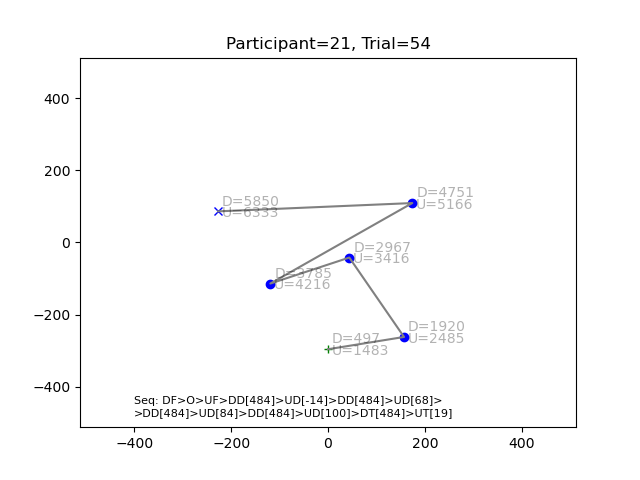 Participant=21, Trial=54
400
200
0
−200
−400
−400
−200
0
200
400
D=5850
U=6333
D=4751
U=5166
D=2967
U=3416
D=3785
U=4216
D=1920
U=2485
D=497
U=1483
Seq: DF>O>UF>DD[484]>UD[-14]>DD[484]>UD[68]>
>DD[484]>UD[84]>DD[484]>UD[100]>DT[484]>UT[19]